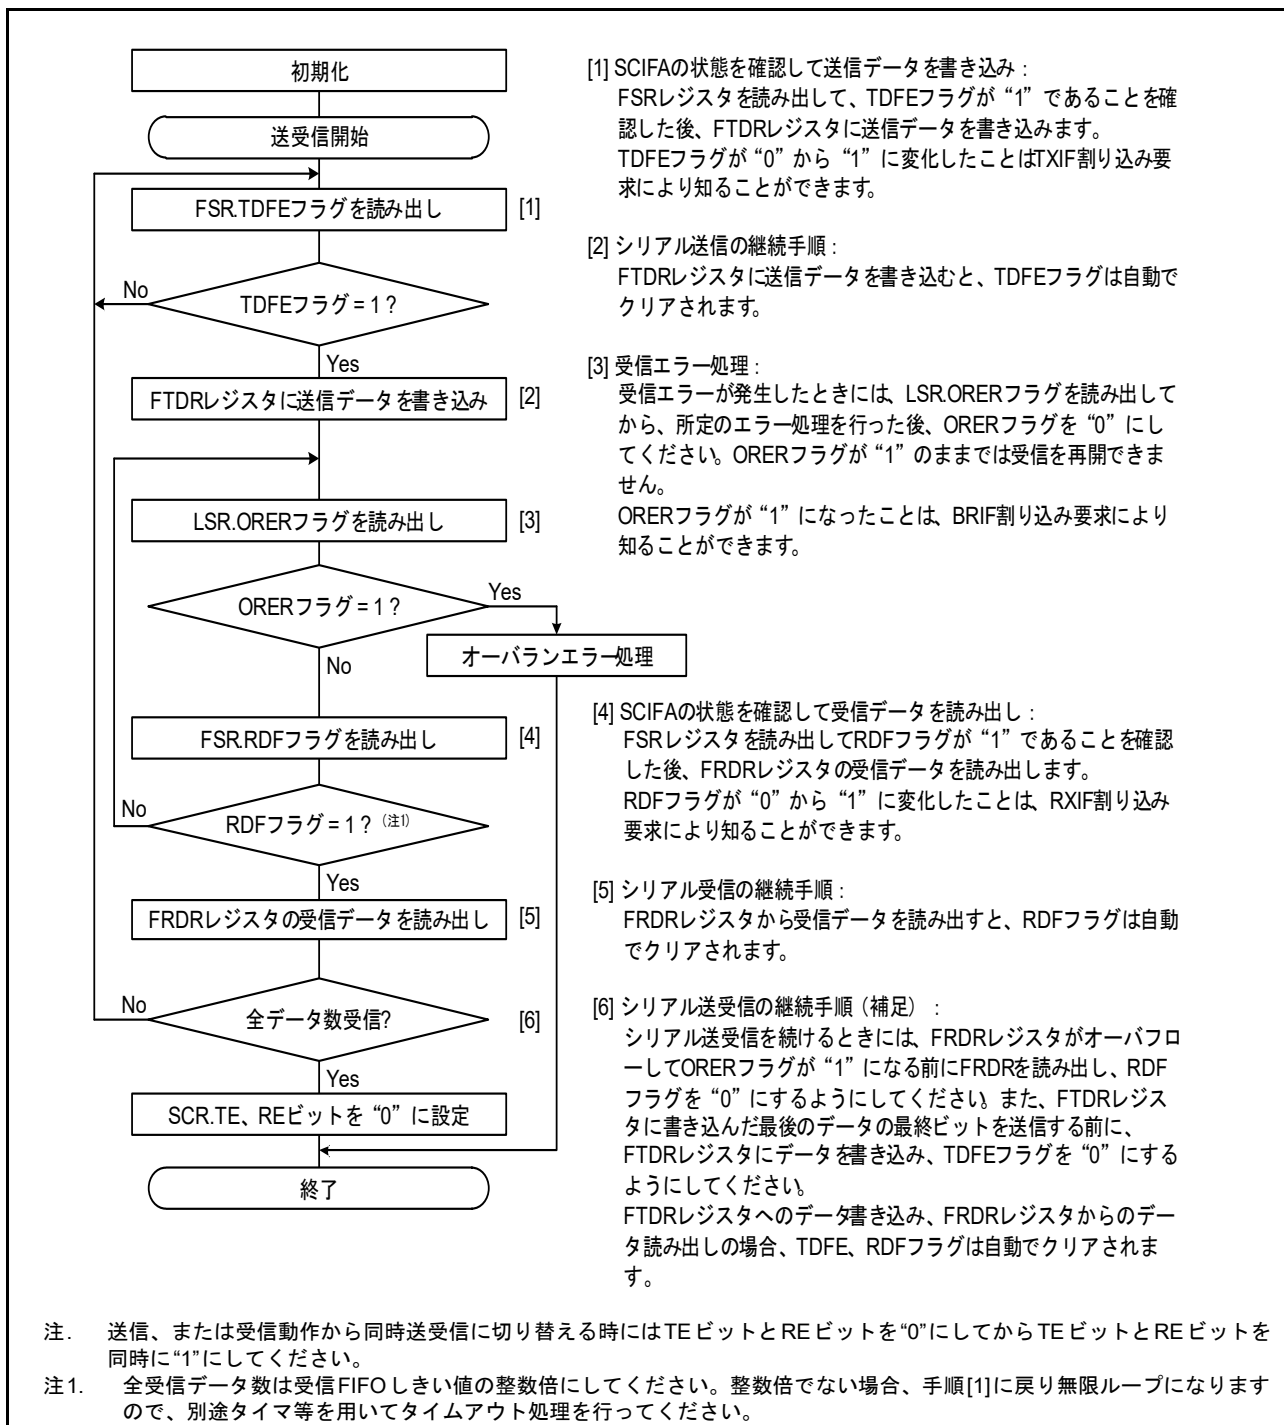 初期化
送受信開始
FSR.TDFEフラグを読み出し [1]
No
TDFEフラグ = 1 ?
Yes
FTDRレジスタに送信データを書き込み [2]
LSR.ORERフラグを読み出し [3]
ORERフラグ = 1 ?
Yes
オーバランエラー処理
No
FSR.RDFフラグを読み出し [4]
No
RDFフラグ = 1 ? (注1)
Yes
FRDRレジスタの受信データを読み出し [5]
No
全データ数受信? [6]
Yes
SCR.TE、REビットを“0”に設定
終了
[1] SCIFAの状態を確認して送信データを書き込み :
FSRレジスタを読み出して、TDFEフラグが“1”であることを確
認した後、FTDRレジスタに送信データを書き込みます。
TDFEフラグが“0”から“1”に変化したことはTXIF割り込み要
求により知ることができます。
[2] シリアル送信の継続手順 :
FTDRレジスタに送信データを書き込むと、TDFEフラグは自動で
クリアされます。
[3] 受信エラー処理 :
受信エラーが発生したときには、LSR.ORERフラグを読み出して
から、所定のエラー処理を行った後、ORERフラグを“0”にし
てください。ORERフラグが“1”のままでは受信を再開できま
せん。
ORERフラグが“1”になったことは、BRIF割り込み要求により
知ることができます。
[4] SCIFAの状態を確認して受信データを読み出し :
FSRレジスタを読み出してRDFフラグが“1”であることを確認
した後、FRDRレジスタの受信データを読み出します。
RDFフラグが“0”から“1”に変化したことは、RXIF割り込み
要求により知ることができます。
[5] シリアル受信の継続手順 :
FRDRレジスタから受信データを読み出すと、RDFフラグは自動
でクリアされます。
[6] シリアル送受信の継続手順（補足）:
シリアル送受信を続けるときには、FRDRレジスタがオーバフロ
ーしてORERフラグが“1”になる前にFRDRを読み出し、RDF
フラグを“0”にするようにしてください。また、FTDRレジス
タに書き込んだ最後のデータの最終ビットを送信する前に、
FTDRレジスタにデータを書き込み、TDFEフラグを“0”にする
ようにしてください。
FTDRレジスタへのデータ書き込み、FRDRレジスタからのデー
タ読み出しの場合、TDFE、RDFフラグは自動でクリアされま
す。
注. 送信、または受信動作から同時送受信に切り替える時にはTEビットとREビットを“0”にしてからTEビットとREビットを
同時に“1”にしてください。
注1. 全受信データ数は受信FIFOしきい値の整数倍にしてください。整数倍でない場合、手順[1]に戻り無限ループになります
ので、別途タイマ等を用いてタイムアウト処理を行ってください。